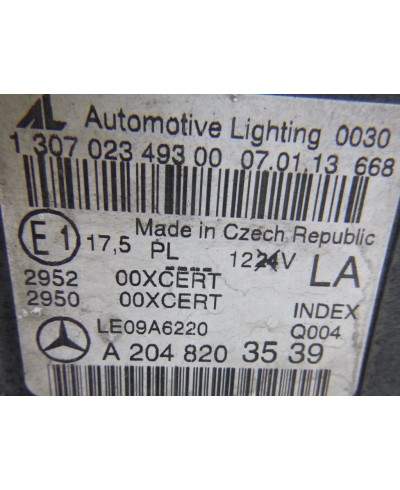 AL Automotive Lighting 0030
1 307 023 493 00 07.01.13 668
Made in Czech Republic
E1 17,5 PL 1224V LA
2952 00XCERT
2950 00XCERT INDEX
LE09A6220 Q004
A 204 820 35 39